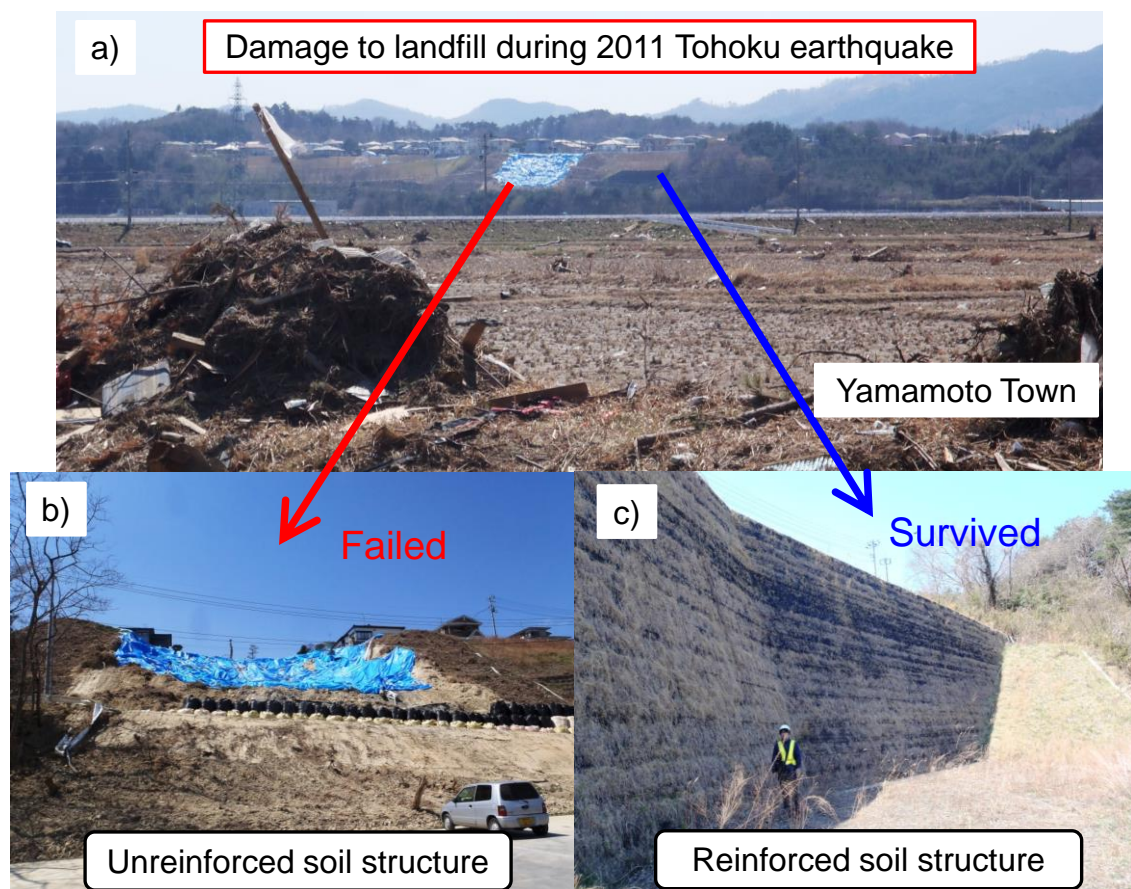 a)
Damage to landfill during 2011 Tohoku earthquake
Yamamoto Town
b)
Failed
Unreinforced soil structure
c)
Survived
Reinforced soil structure